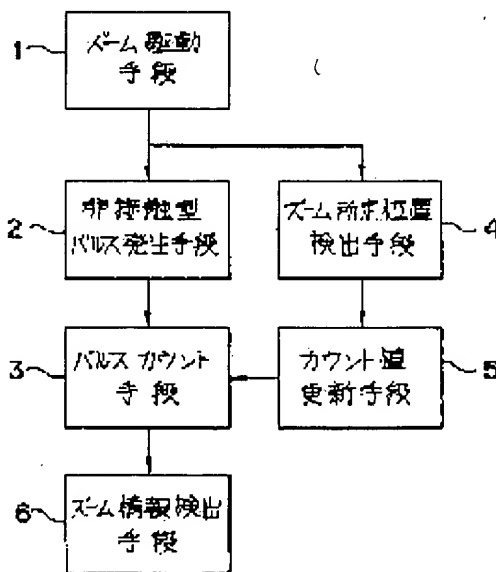 1
ズーム駆動
手段
2
非接触型
パルス発生手段
ズーム所定位置
検出手段
4
3
パルスカウント
手段
カウント値
更新手段
5
6
ズーム情報検出
手段